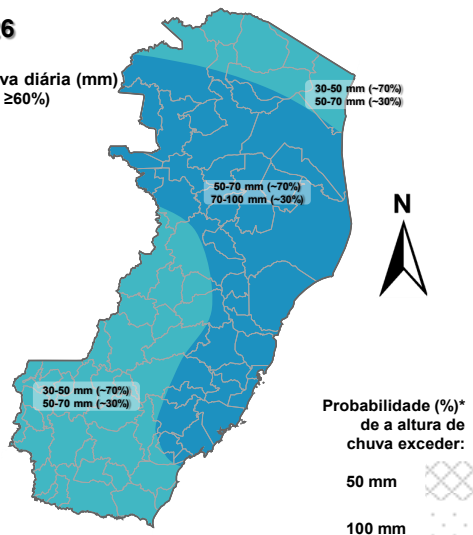 6
va diária (mm)
≥60%)
30-50 mm (~70%)
50-70 mm (~30%)
50-70 mm (~70%)
70-100 mm (~30%)
N
30-50 mm (~70%)
50-70 mm (~30%)
Probabilidade (%)*
de a altura de
chuva exceder:
50 mm
100 mm